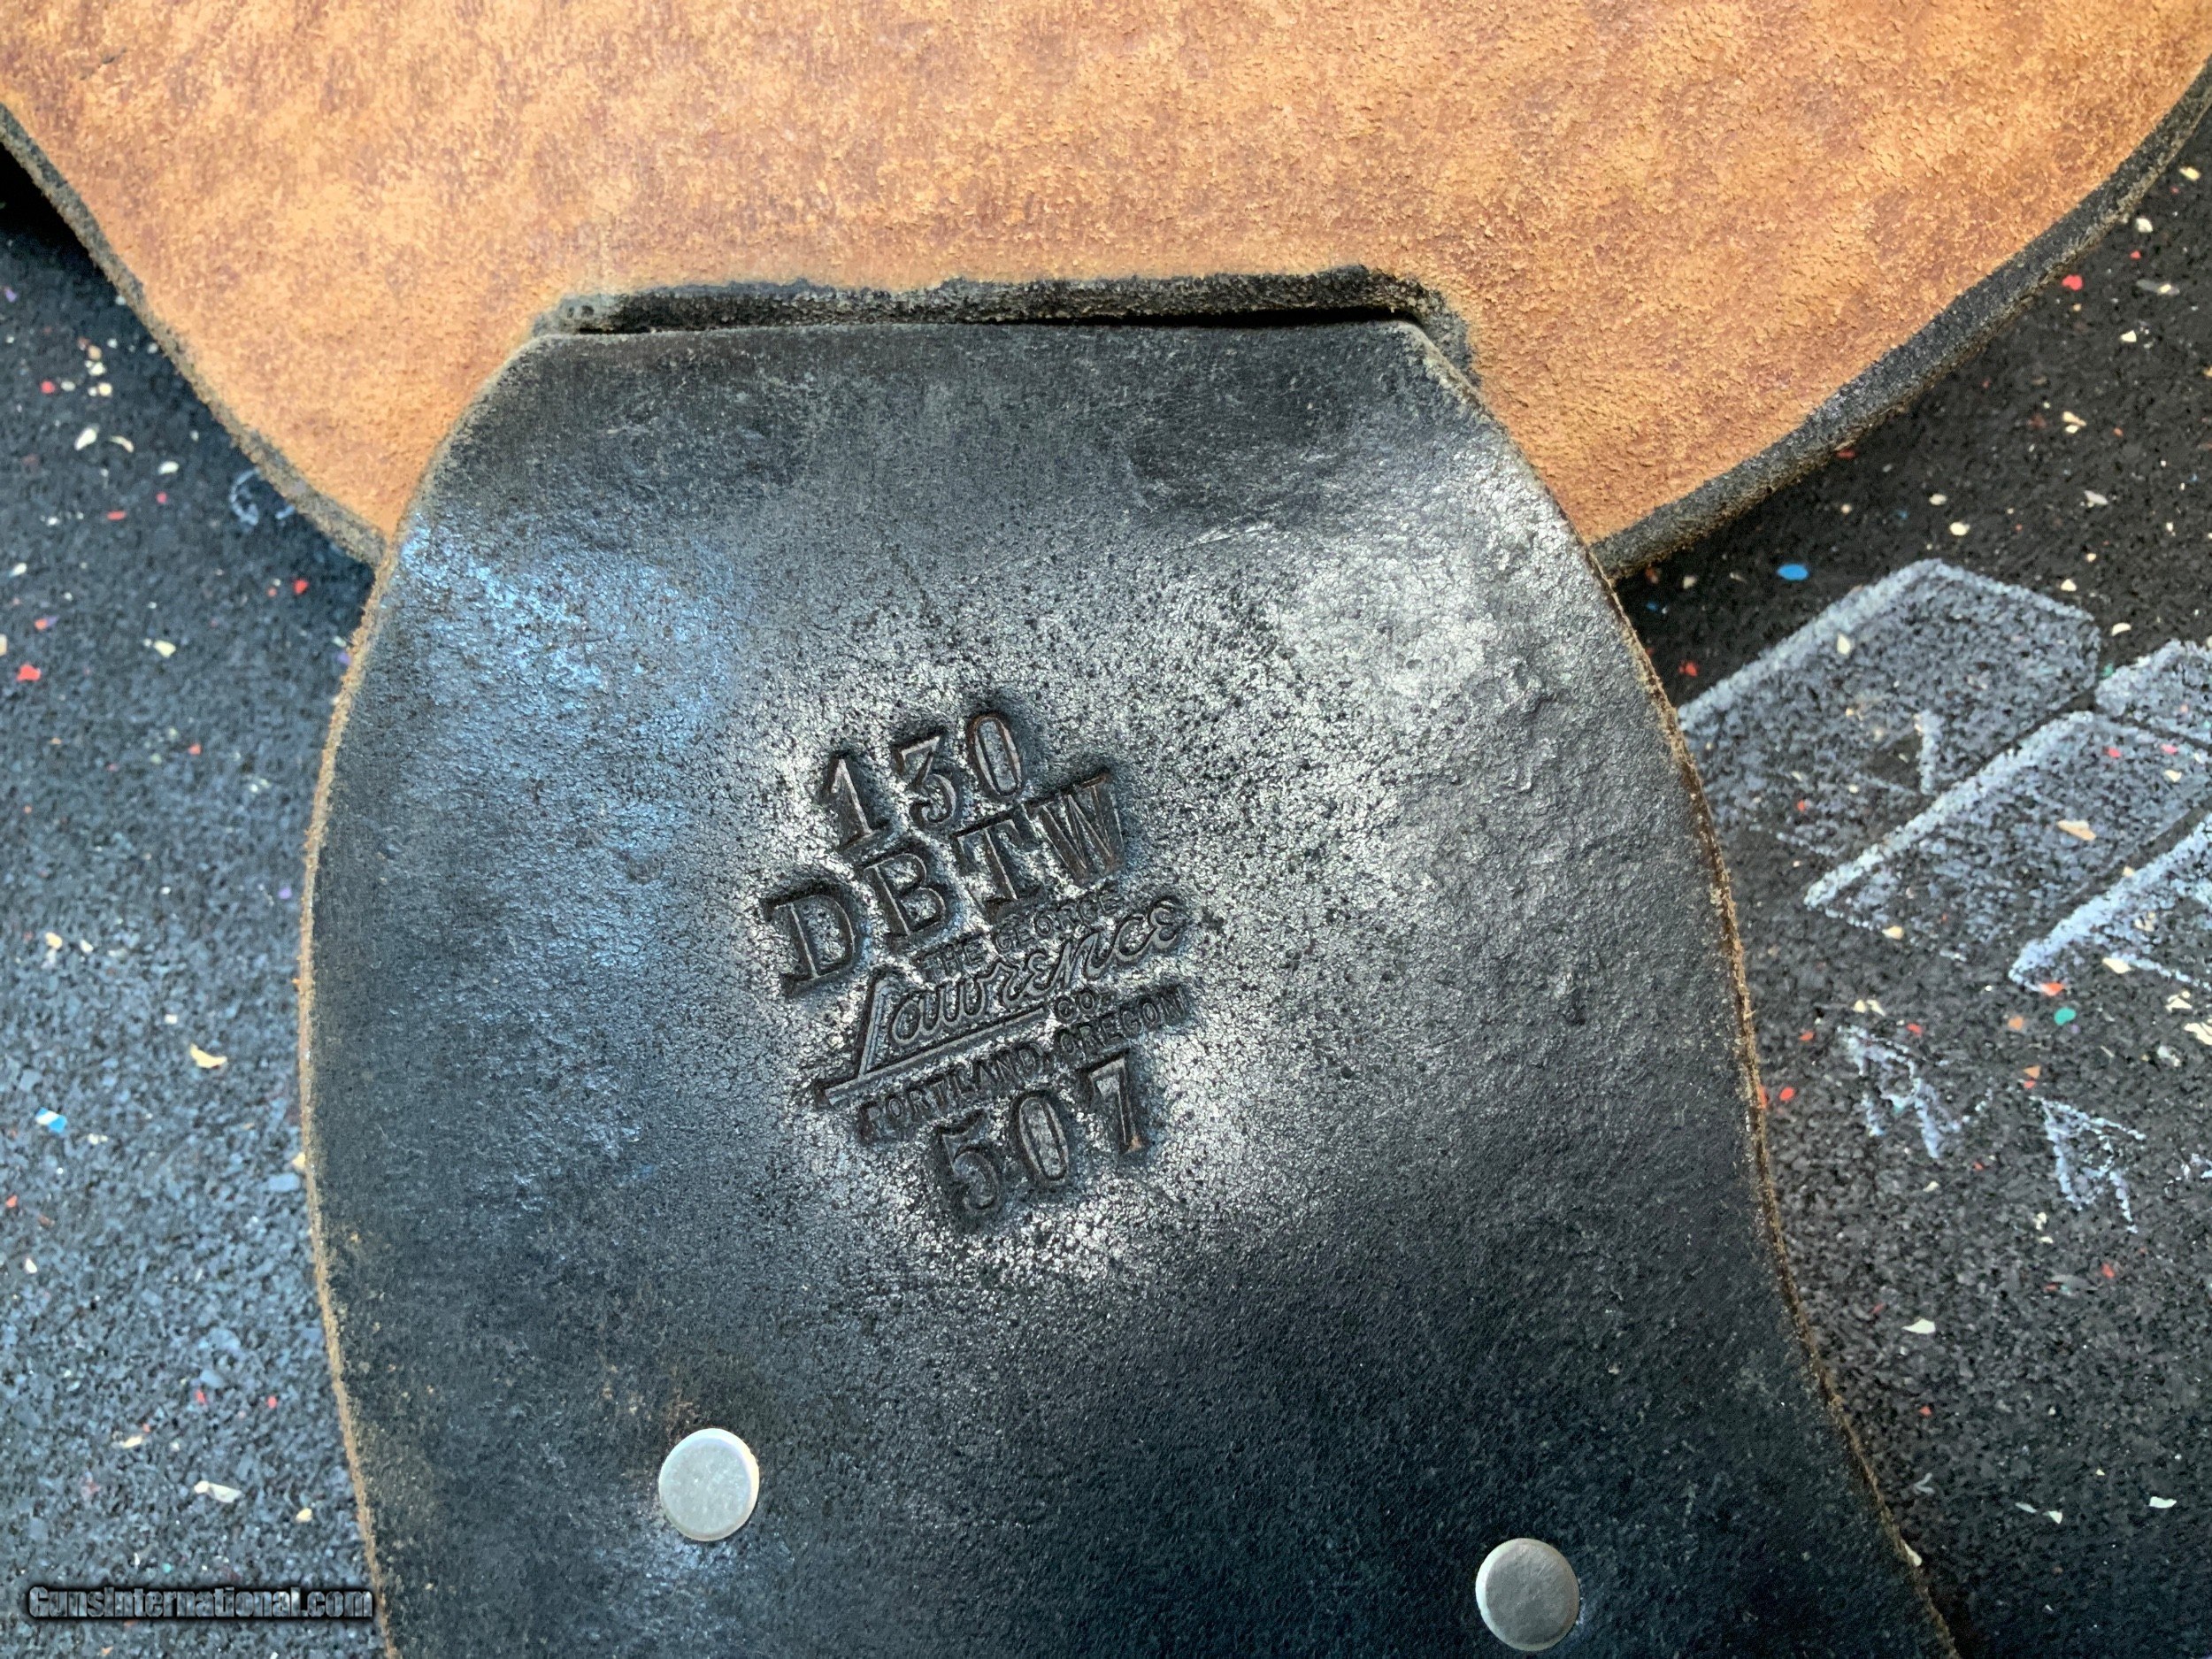 130
DBTW
THE GEORGE
Lawrence
CO.
PORTLAND, OREGON
507
GunsInternational.com